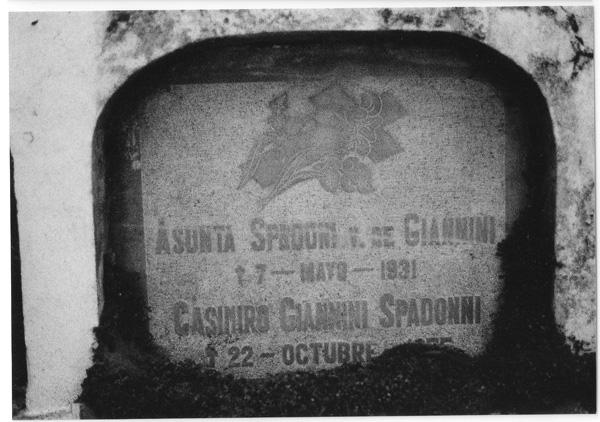 ASUNTA SPADONI V. DE GIANNINI
† 7 — MAYO — 1931
CASIMIRO GIANNINI SPADONNI
† 22 – OCTUBRE